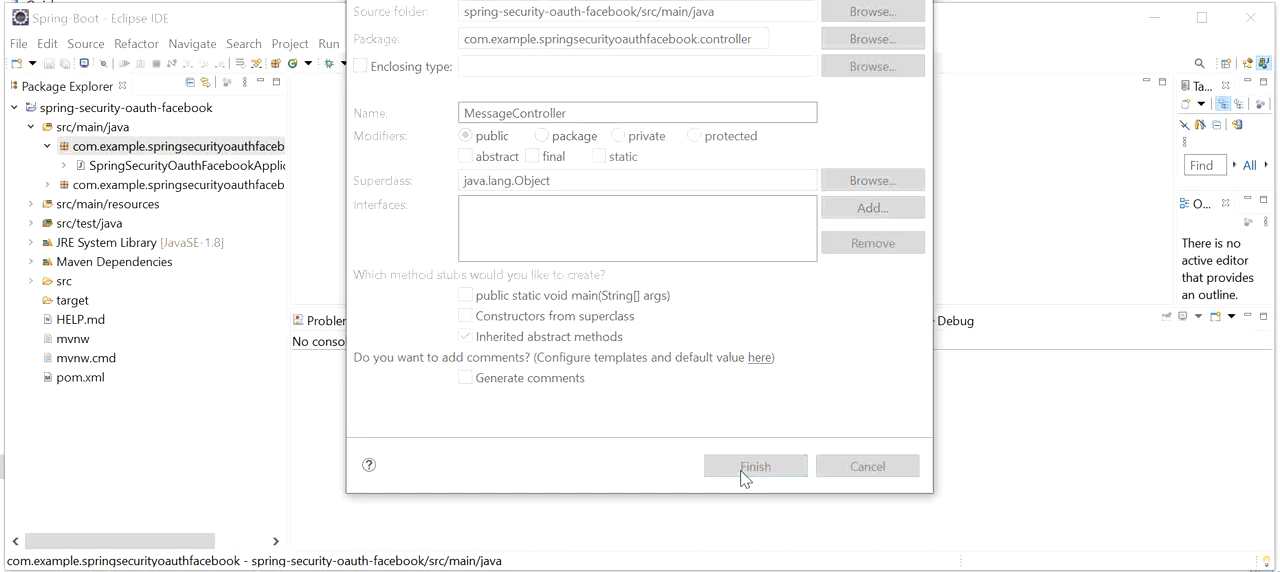 Spring-Boot - Eclipse IDE
File Edit Source Refactor Navigate Search Project Run
Package Explorer
spring-security-oauth-facebook
src/main/java
com.example.springsecurityoauthfaceb
SpringSecurityOAuthFacebookApplic
com.example.springsecurityoauthfaceb
src/main/resources
src/test/java
JRE System Library [JavaSE-1.8]
Maven Dependencies
src
target
HELP.md
mvnw
mvnw.cmd
pom.xml
Source folder: spring-security-oauth-facebook/src/main/java Browse...
Package: com.example.springsecurityoauthfacebook.controller Browse...
Enclosing type: Browse...
Name: MessageController
Modifiers: public package private protected
abstract final static
Superclass: java.lang.Object Browse...
Interfaces: Add...
Remove
Which method stubs would you like to create?
public static void main(String[] args)
Constructors from superclass
Inherited abstract methods
Do you want to add comments? (Configure templates and default value here)
Generate comments
? Finish Cancel
Problem
Debug
No conso
Ta...
Find All
O...
There is no
active editor
that provides
an outline.
com.example.springsecurityoauthfacebook - spring-security-oauth-facebook/src/main/java